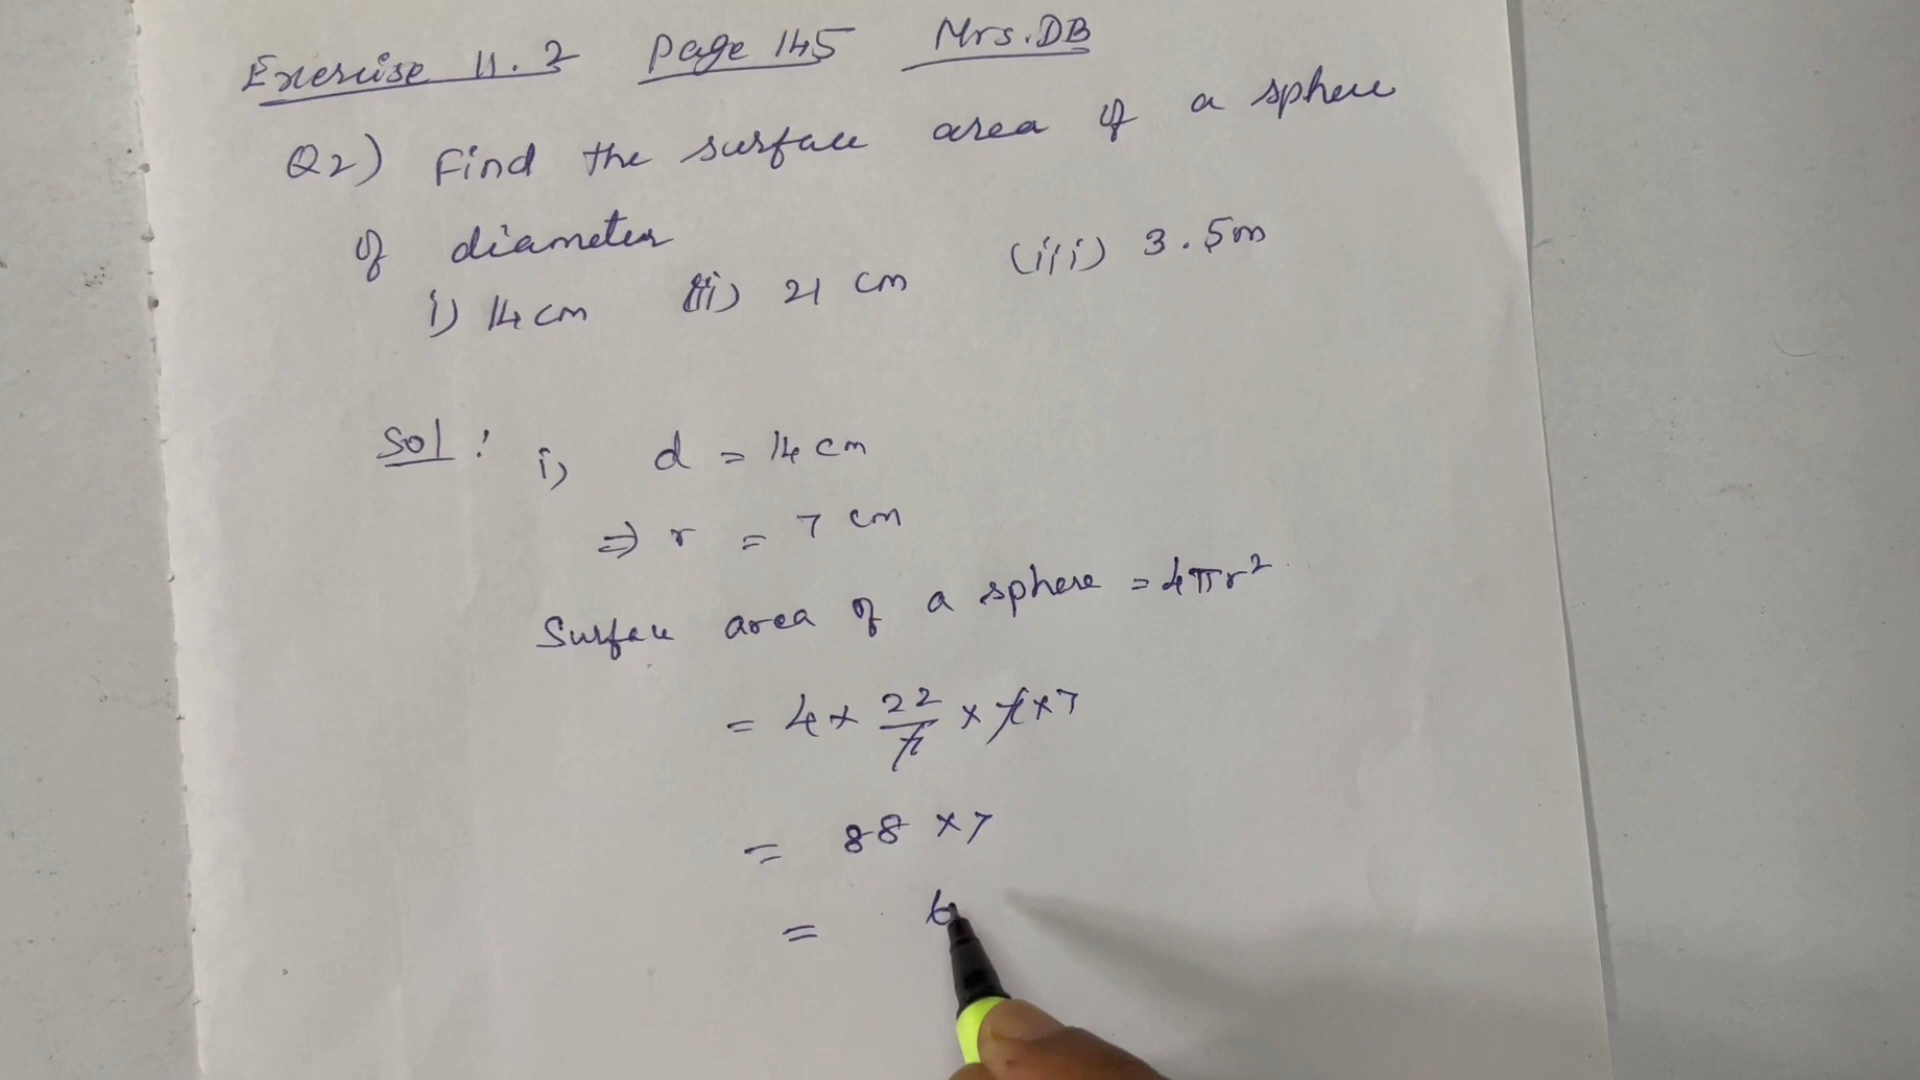 Exercise 11.2 Page 145 Mrs.DB
Q2) Find the surface area of a sphere
of diameter
i) 14 cm (ii) 21 cm (iii) 3.5m
Sol: i) d = 14 cm
⇒ r = 7 cm
Surface area of a sphere = 4πr²
= 4 × 22/7 × 7 × 7
= 88 × 7
= 6